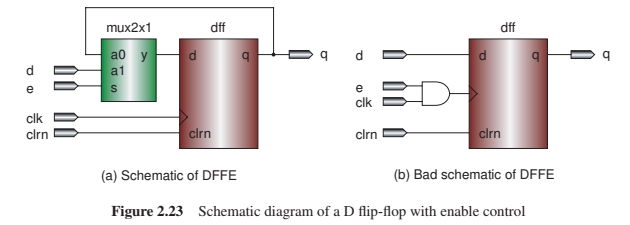 mux2x1
dff
a0 y
a1
s
d q
clrn
d
e
clk
clrn
q
(a) Schematic of DFFE
dff
d q
clrn
d
e
clk
clrn
q
(b) Bad schematic of DFFE
Figure 2.23 Schematic diagram of a D flip-flop with enable control